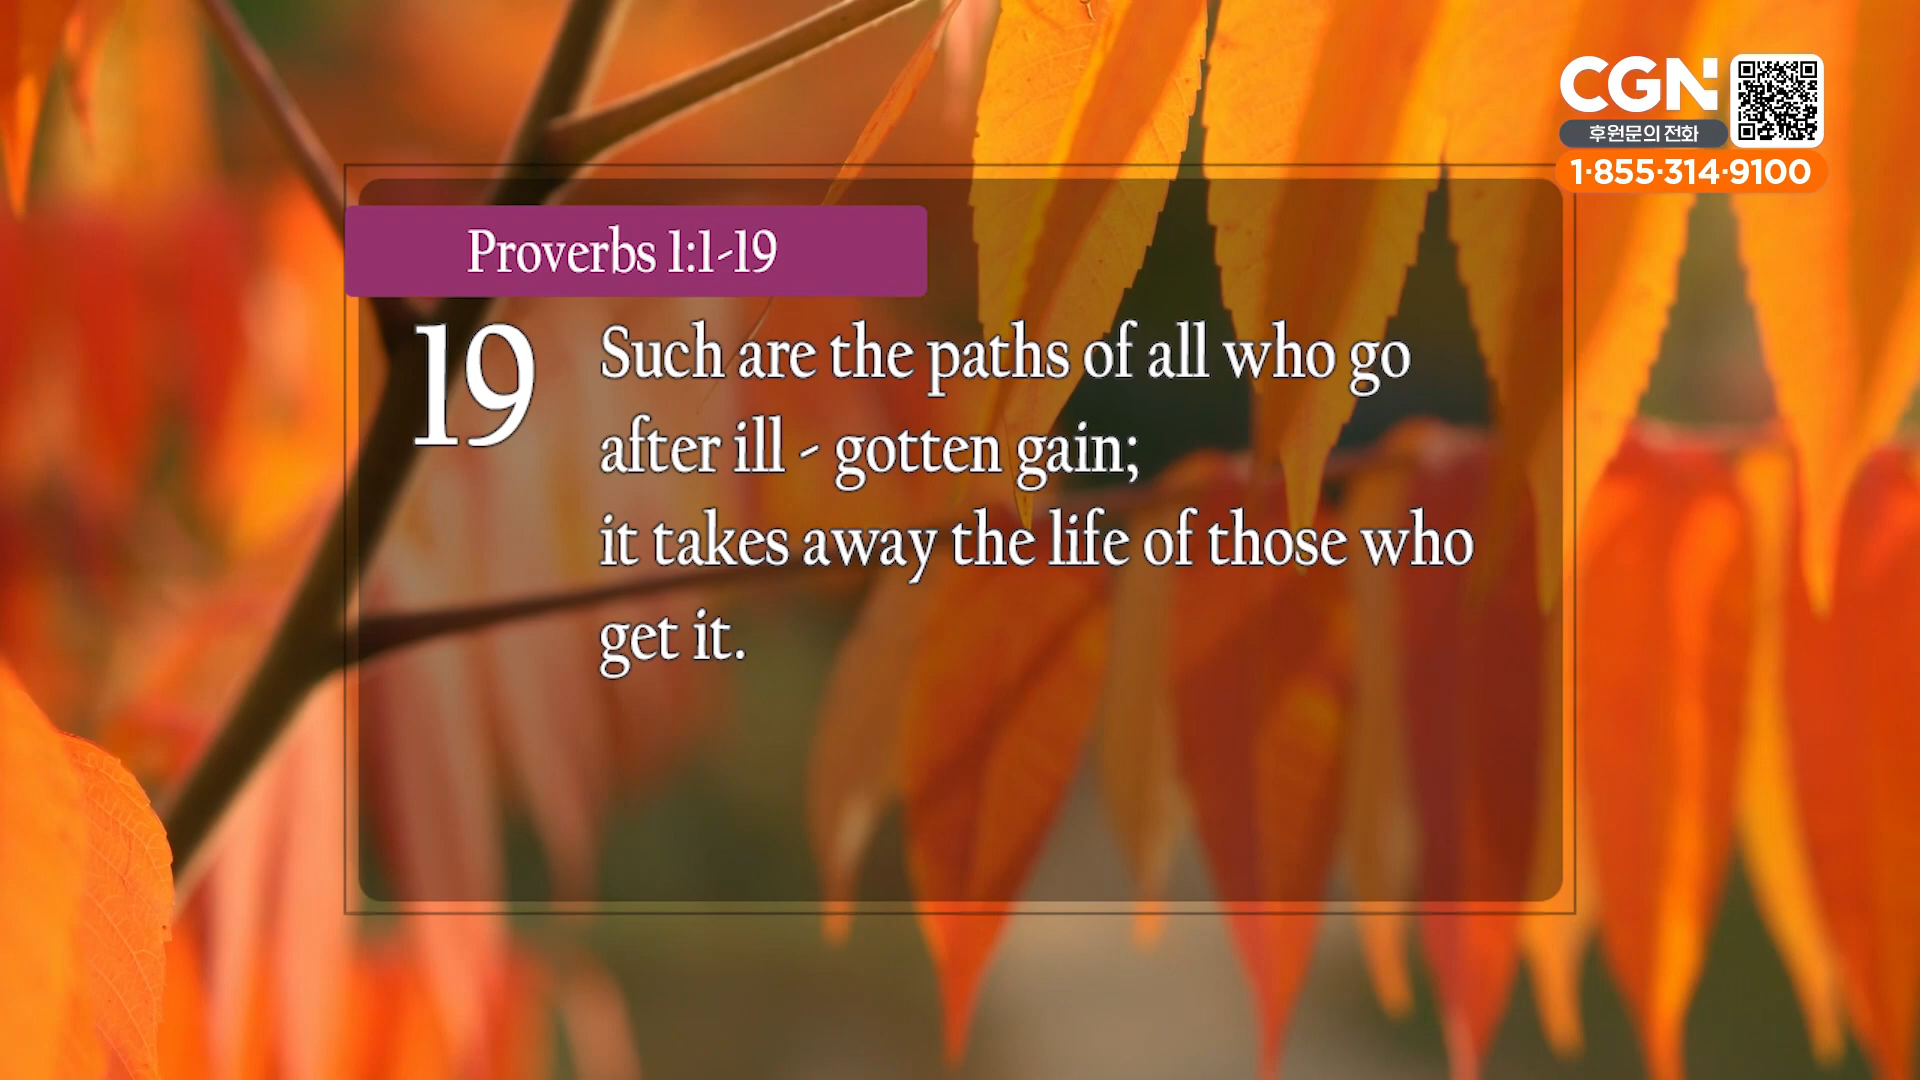 CGN
후원문의 전화
1·855·314·9100
Proverbs 1:1-19
19
Such are the paths of all who go
after ill - gotten gain;
it takes away the life of those who
get it.